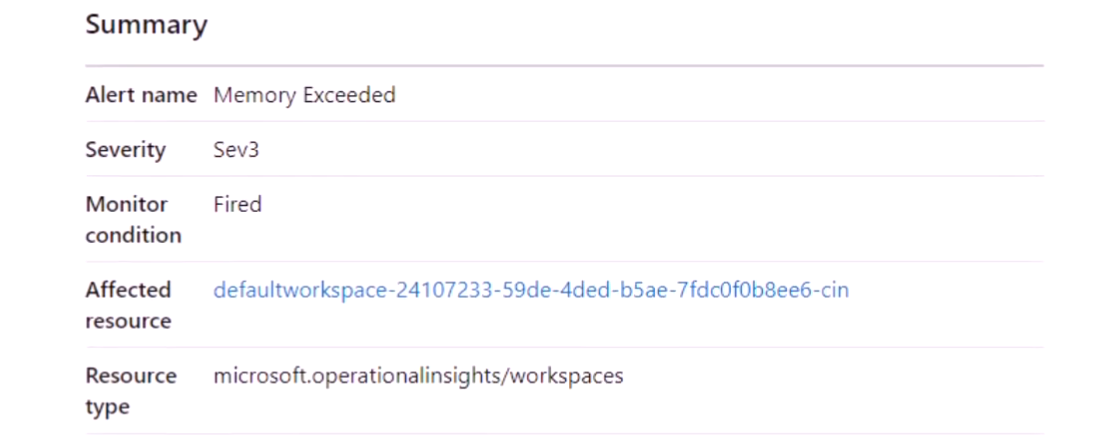 Summary
Alert name Memory Exceeded
Severity Sev3
Monitor condition Fired
Affected resource defaultworkspace-24107233-59de-4ded-b5ae-7fdc0f0b8ee6-cin
Resource type microsoft.operationalinsights/workspaces